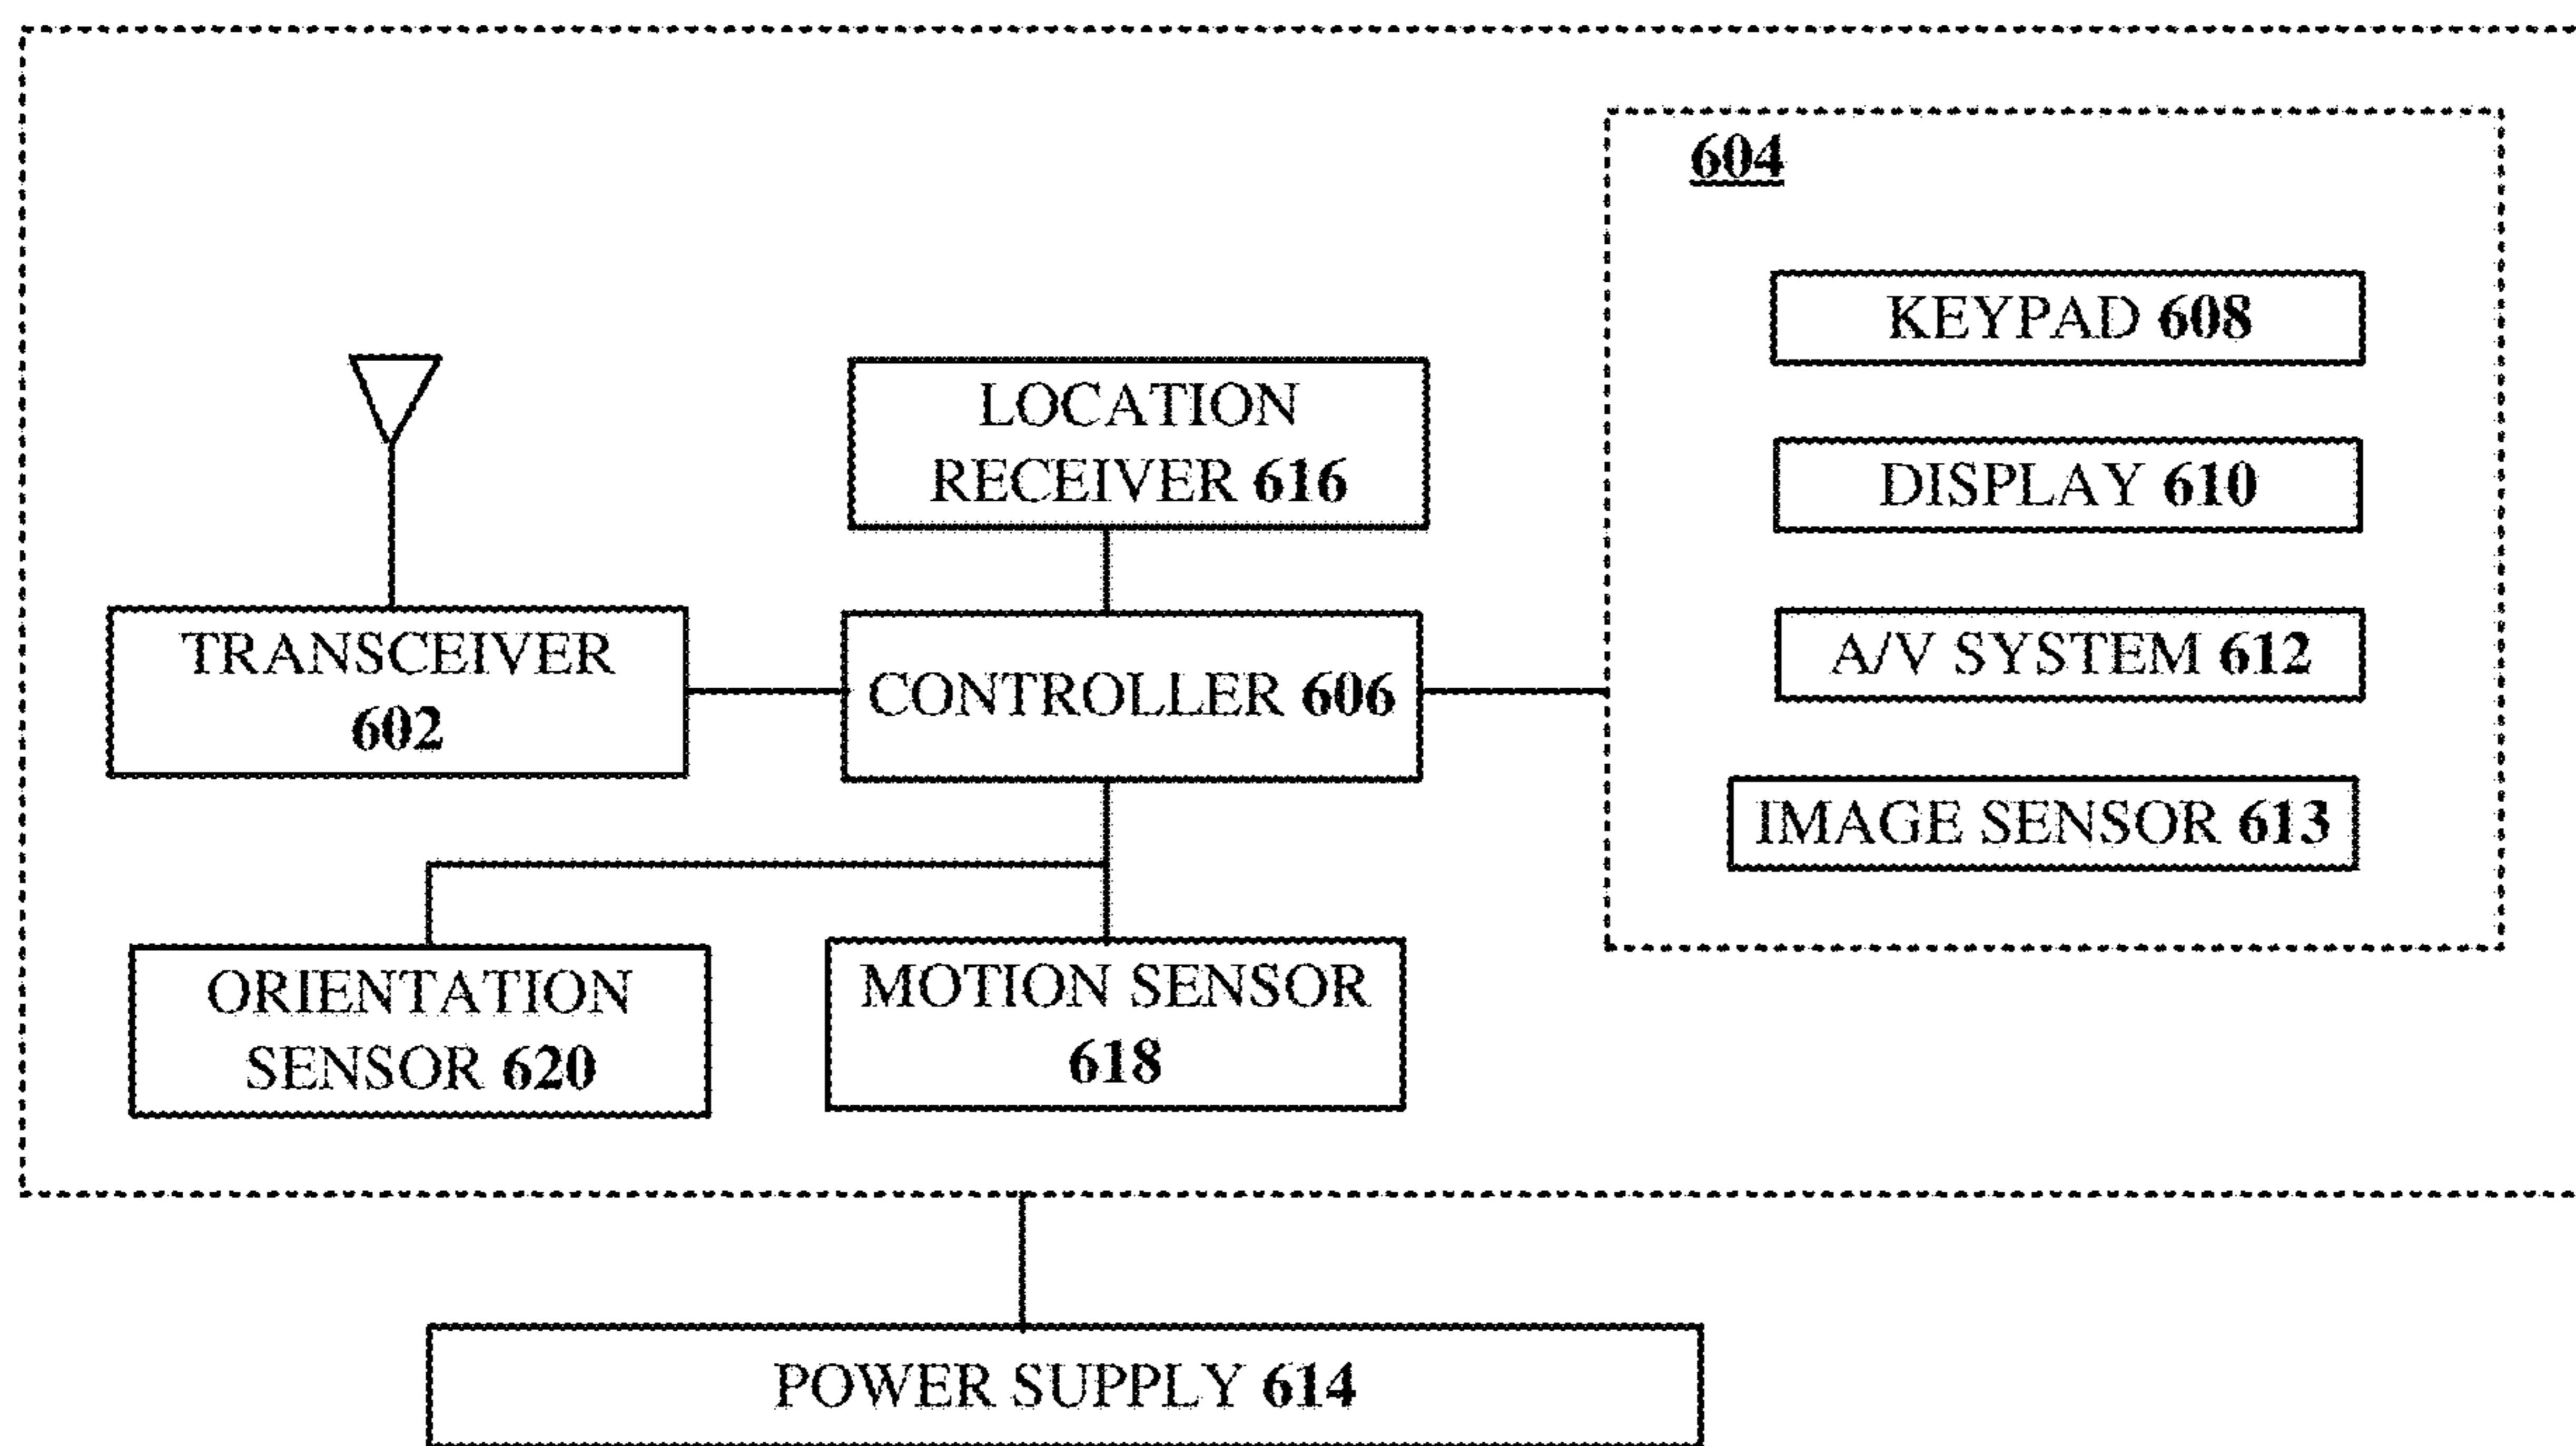 604
KEYPAD 608
LOCATION
RECEIVER 616
DISPLAY 610
TRANSCEIVER
602
CONTROLLER 606
A/V SYSTEM 612
IMAGE SENSOR 613
ORIENTATION
SENSOR 620
MOTION SENSOR
618
POWER SUPPLY 614